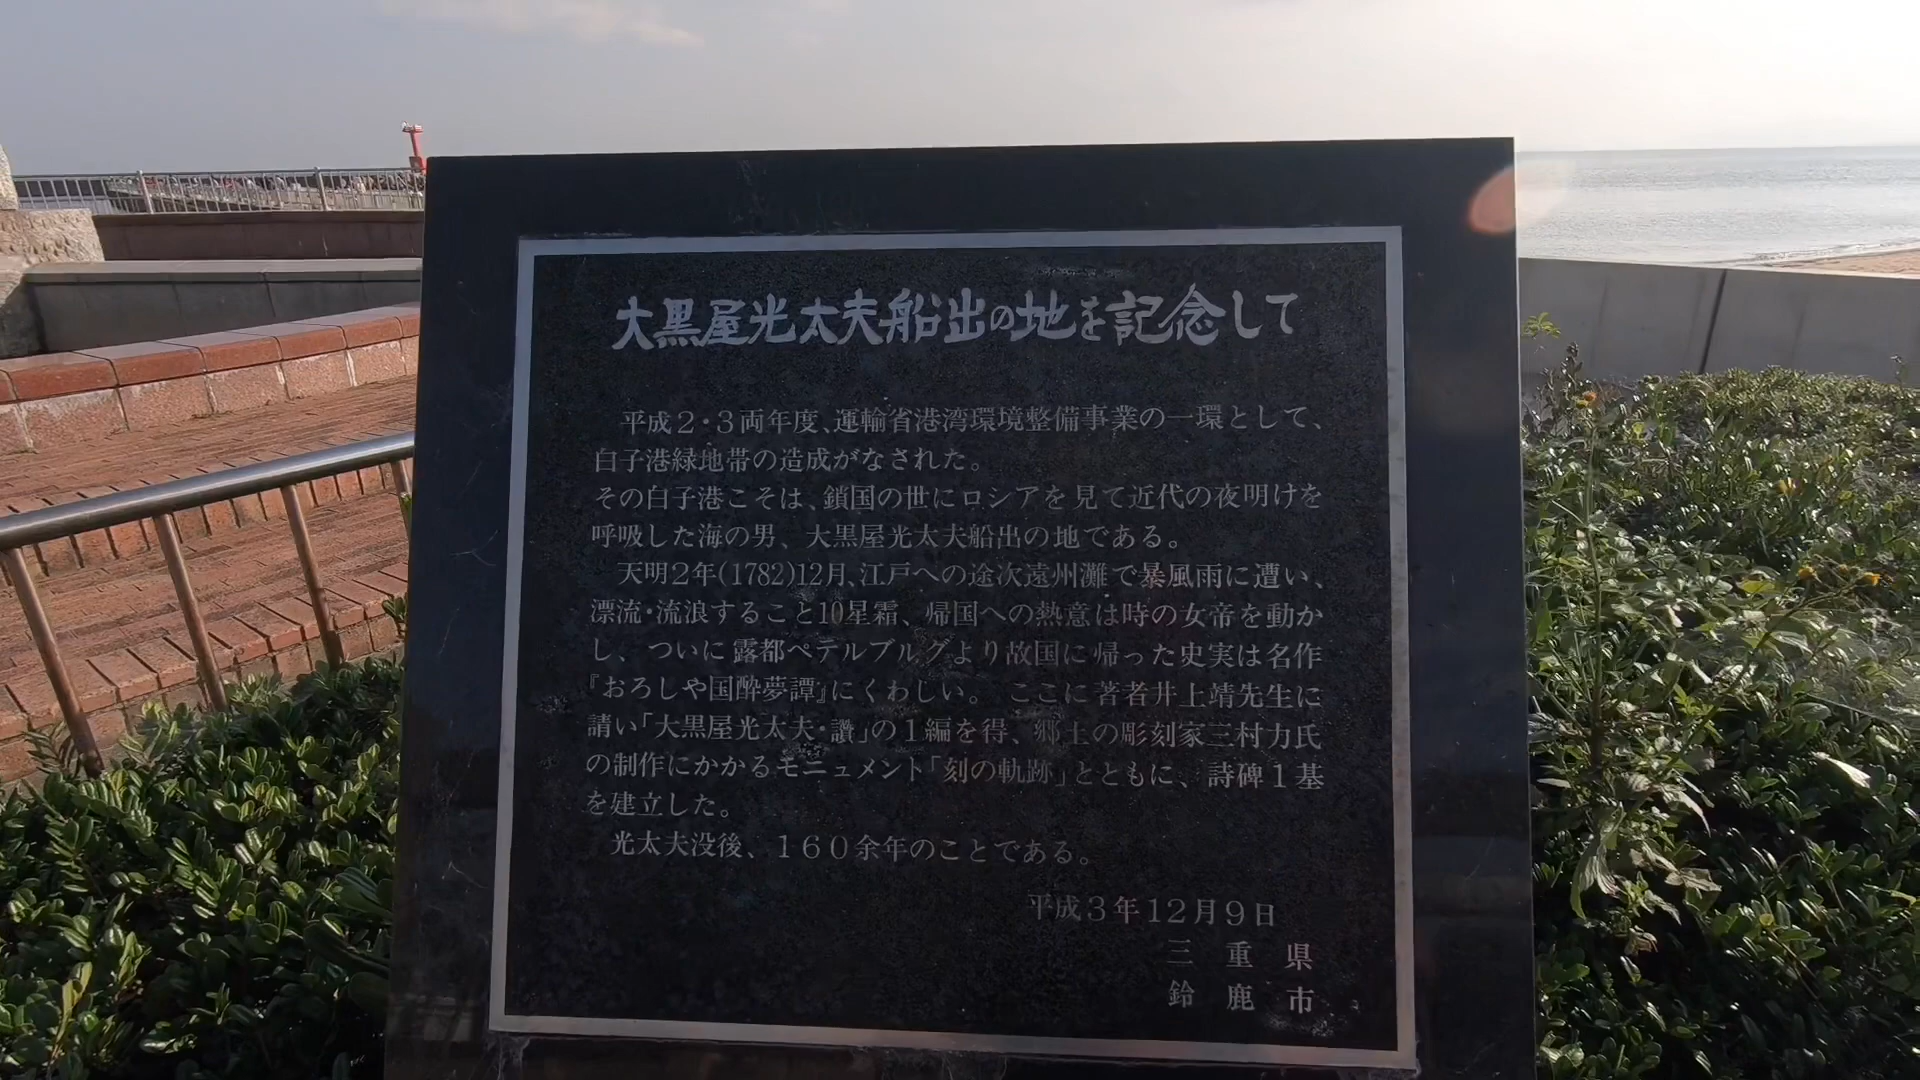 大黒屋光太夫船出の地を記念して
平成2・3両年度、運輸省港湾環境整備事業の一環として、
白子港緑地帯の造成がなされた。
その白子港こそは、鎖国の世にロシアを見て近代の夜明けを
呼吸した海の男、大黒屋光太夫船出の地である。
天明2年(1782)12月、江戸への途次遠州灘で暴風雨に遭い、
漂流・流浪すること10星霜、帰国への熱意は時の女帝を動か
し、ついに露都ペテルブルグより故国に帰った史実は名作
『おろしや国酔夢譚』にくわしい。ここに著者井上靖先生に
請い「大黒屋光太夫・讃」の1編を得、郷土の彫刻家三村力氏
の制作にかかるモニュメント「刻の軌跡」とともに、詩碑1基
を建立した。
光太夫没後、160余年のことである。
平成3年12月9日
三重県
鈴鹿市